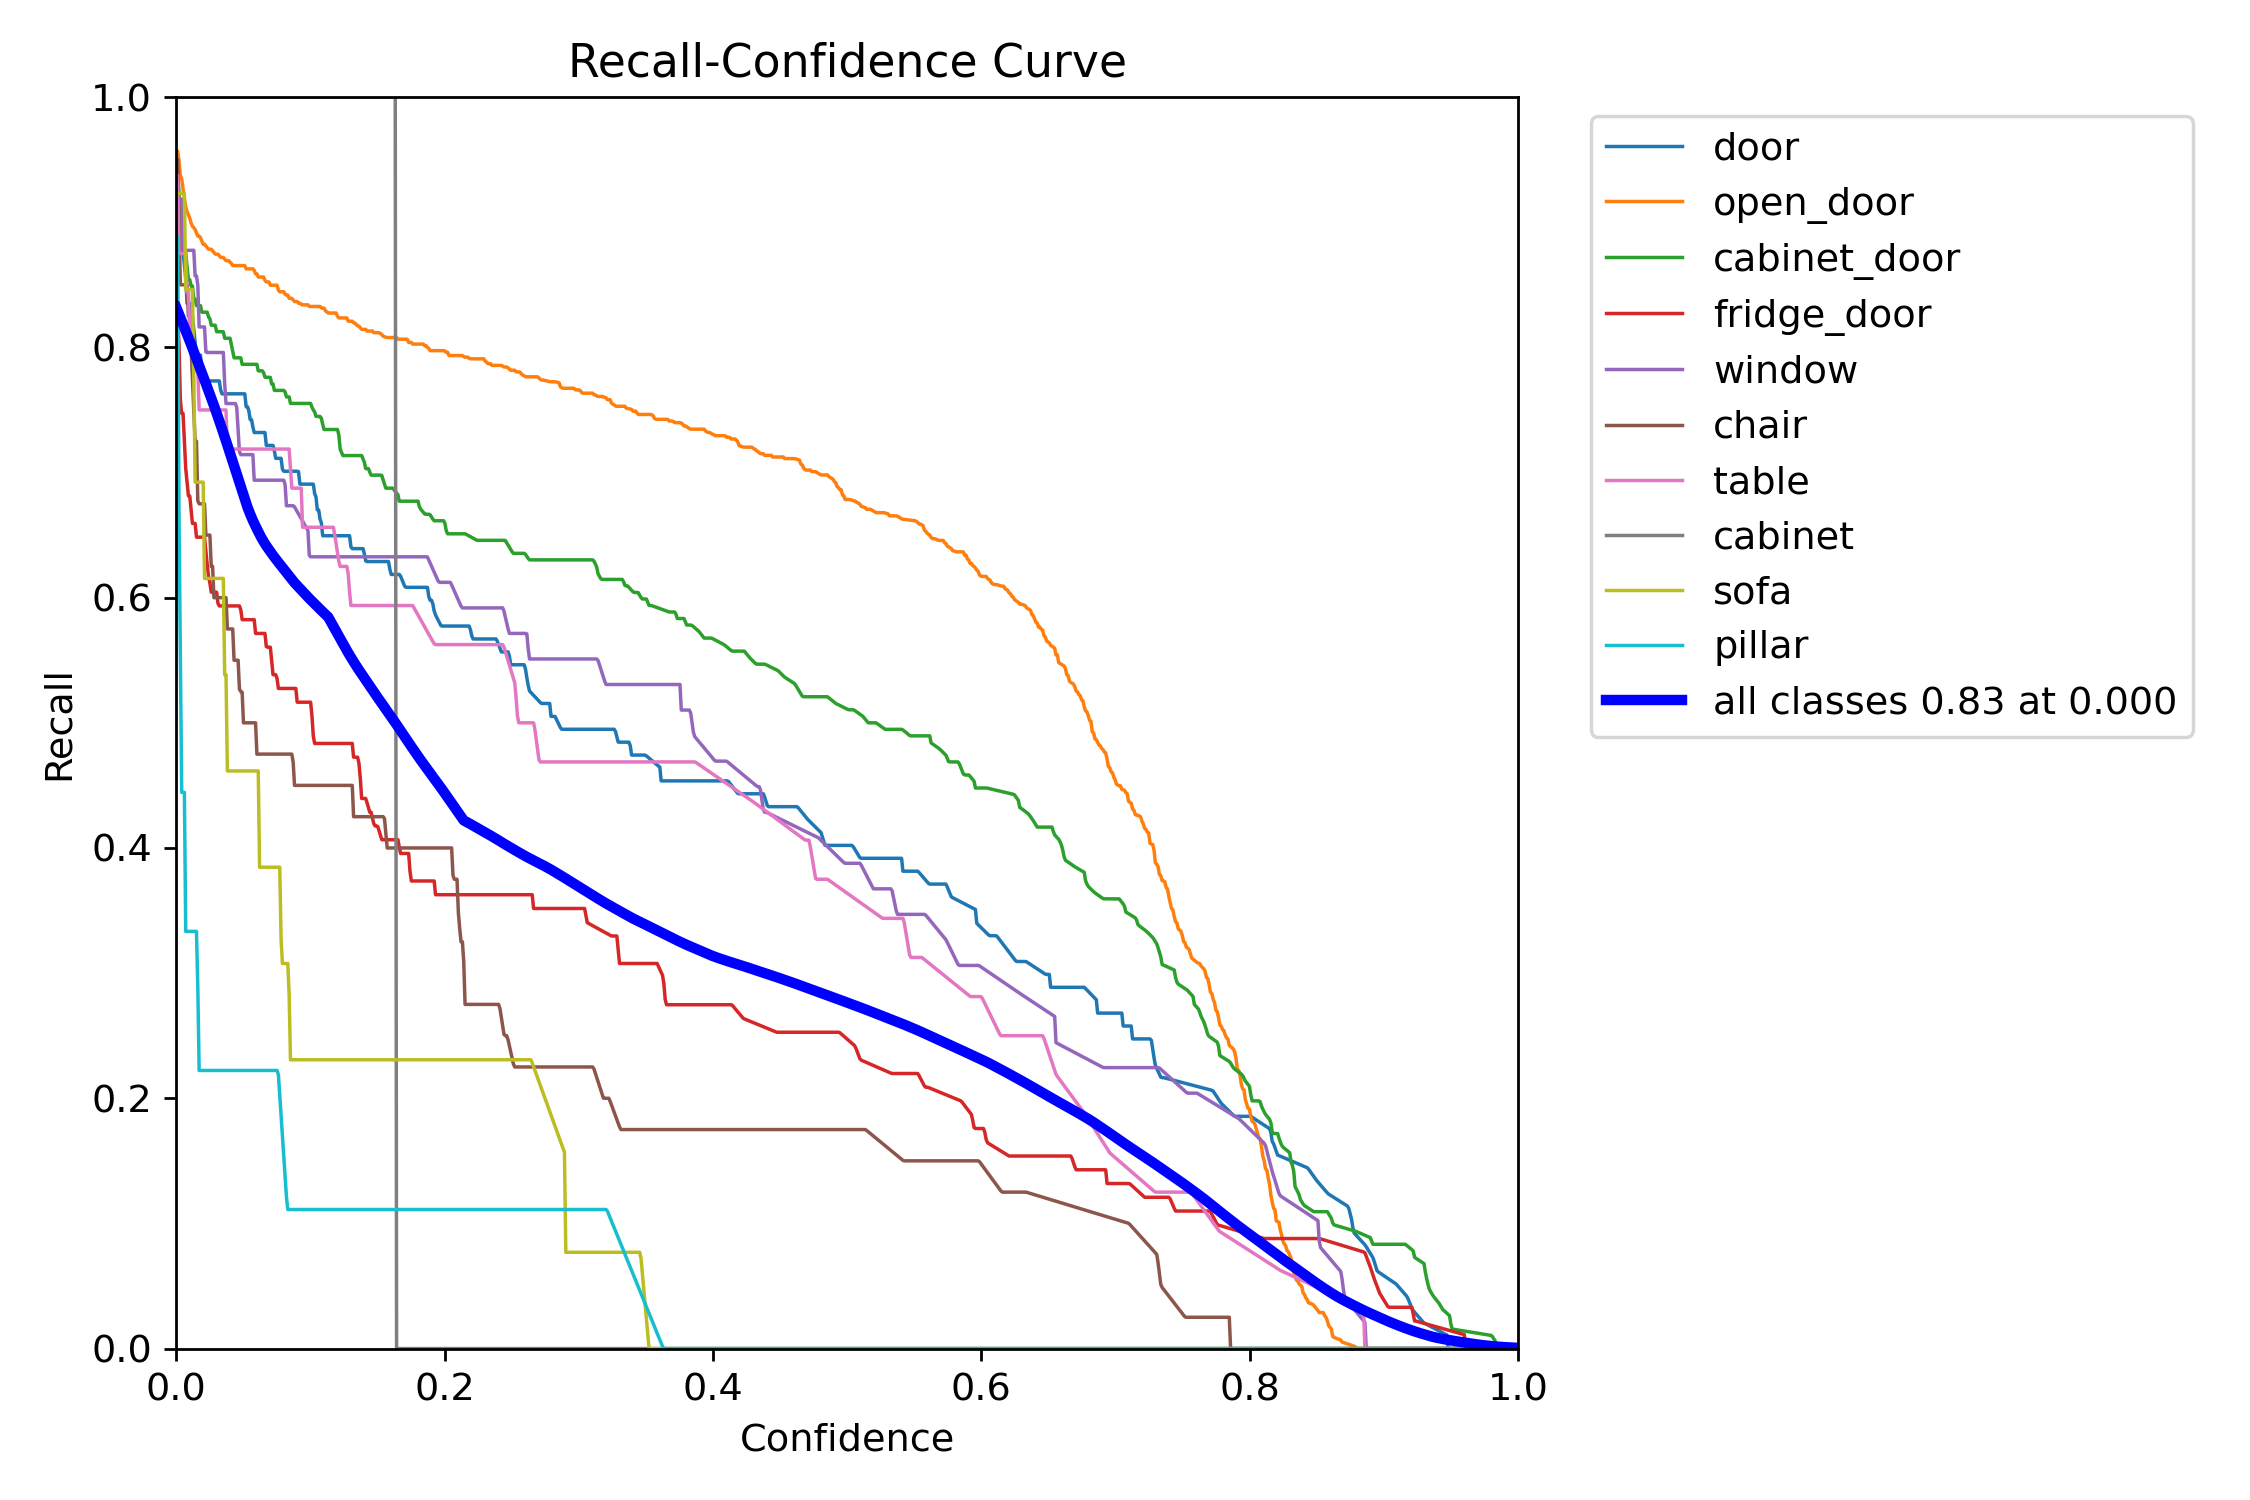 Recall-Confidence Curve
1.0
0.8
0.6
0.4
0.2
0.0
Recall
0.0 0.2 0.4 0.6 0.8 1.0
Confidence
door
open_door
cabinet_door
fridge_door
window
chair
table
cabinet
sofa
pillar
all classes 0.83 at 0.000